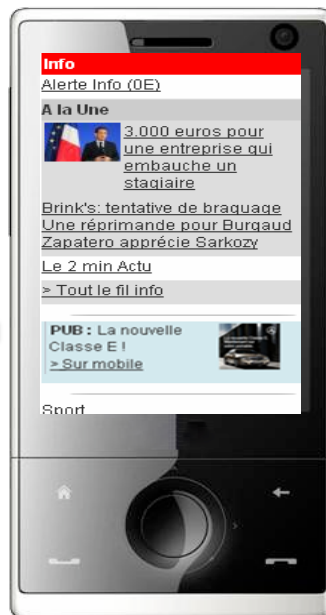 Info
Alerte Info (0E)
A la Une
3.000 euros pour
une entreprise qui
embauche un
stagiaire
Brink's: tentative de braquage
Une réprimande pour Burgaud
Zapatero apprécie Sarkozy
Le 2 min Actu
> Tout le fil info
PUB : La nouvelle
Classe E !
> Sur mobile
Sport